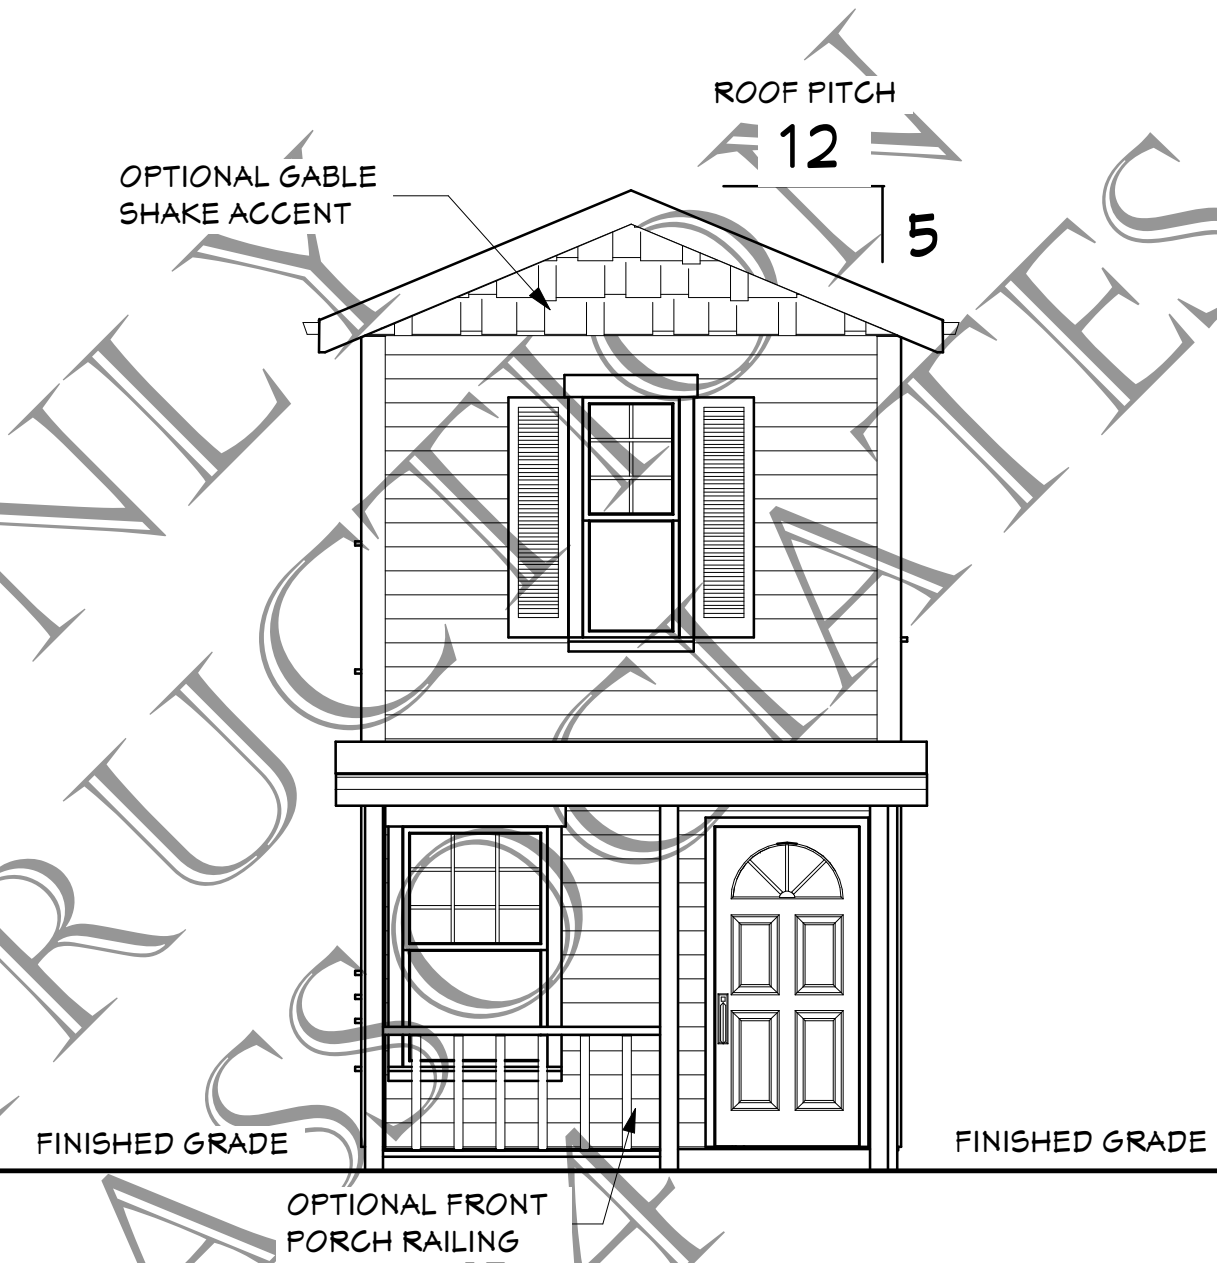 ROOF PITCH
12
5
OPTIONAL GABLE
SHAKE ACCENT
FINISHED GRADE
FINISHED GRADE
OPTIONAL FRONT
PORCH RAILING